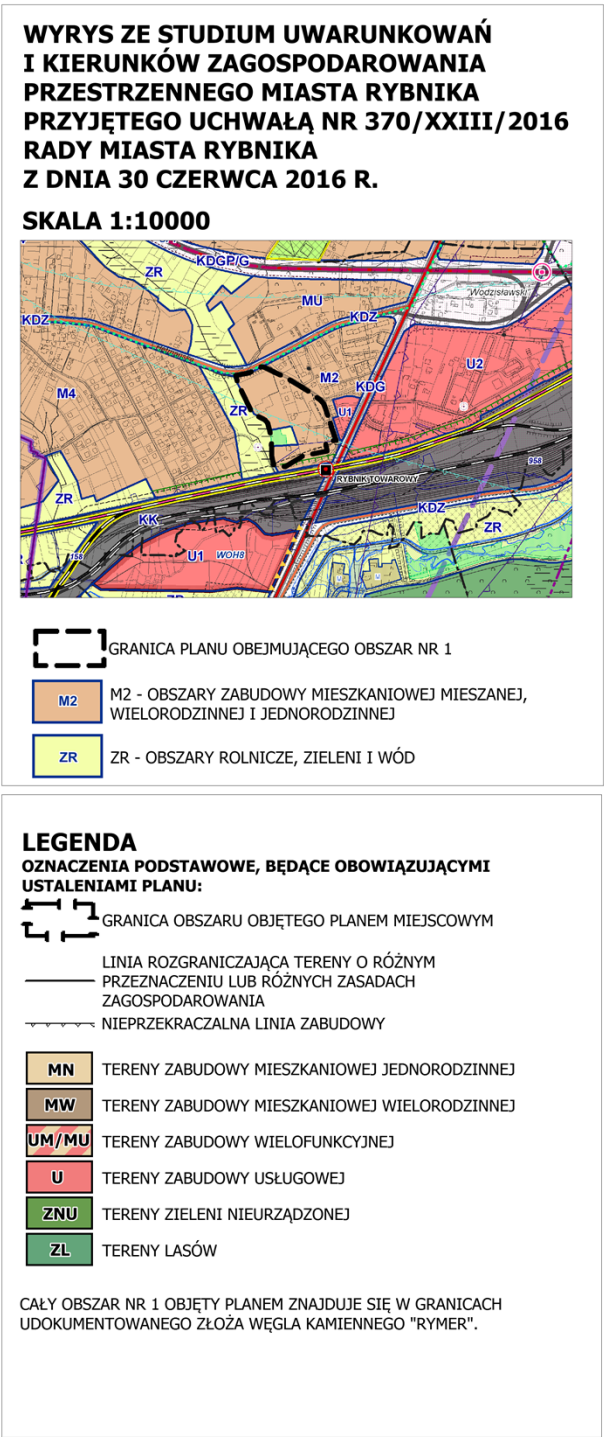 WYRYS ZE STUDIUM UWARUNKOWAŃ
I KIERUNKÓW ZAGOSPODAROWANIA
PRZESTRZENNEGO MIASTA RYBNIKA
PRZYJĘTEGO UCHWAŁĄ NR 370/XXIII/2016
RADY MIASTA RYBNIKA
Z DNIA 30 CZERWCA 2016 R.
SKALA 1:10000
ZR
KDGP/G
"Wodzisławski"
MU
KDZ
KDZ
M2
U2
M4
KDG
ZR
U1
RYBNIK TOWAROWY
958
ZR
KDZ
KK
ZR
158
U1
WOH8
ZR
GRANICA PLANU OBEJMUJĄCEGO OBSZAR NR 1
M2
M2 - OBSZARY ZABUDOWY MIESZKANIOWEJ MIESZANEJ,
WIELORODZINNEJ I JEDNORODZINNEJ
ZR
ZR - OBSZARY ROLNICZE, ZIELENI I WÓD
LEGENDA
OZNACZENIA PODSTAWOWE, BĘDĄCE OBOWIĄZUJĄCYMI
USTALENIAMI PLANU:
GRANICA OBSZARU OBJĘTEGO PLANEM MIEJSCOWYM
LINIA ROZGRANICZAJĄCA TERENY O RÓŻNYM
PRZEZNACZENIU LUB RÓŻNYCH ZASADACH
ZAGOSPODAROWANIA
NIEPRZEKRACZALNA LINIA ZABUDOWY
MN TERENY ZABUDOWY MIESZKANIOWEJ JEDNORODZINNEJ
MW TERENY ZABUDOWY MIESZKANIOWEJ WIELORODZINNEJ
UM/MU TERENY ZABUDOWY WIELOFUNKCYJNEJ
U TERENY ZABUDOWY USŁUGOWEJ
ZNU TERENY ZIELENI NIEURZĄDZONEJ
ZL TERENY LASÓW
CAŁY OBSZAR NR 1 OBJĘTY PLANEM ZNAJDUJE SIĘ W GRANICACH
UDOKUMENTOWANEGO ZŁOŻA WĘGLA KAMIENNEGO "RYMER".